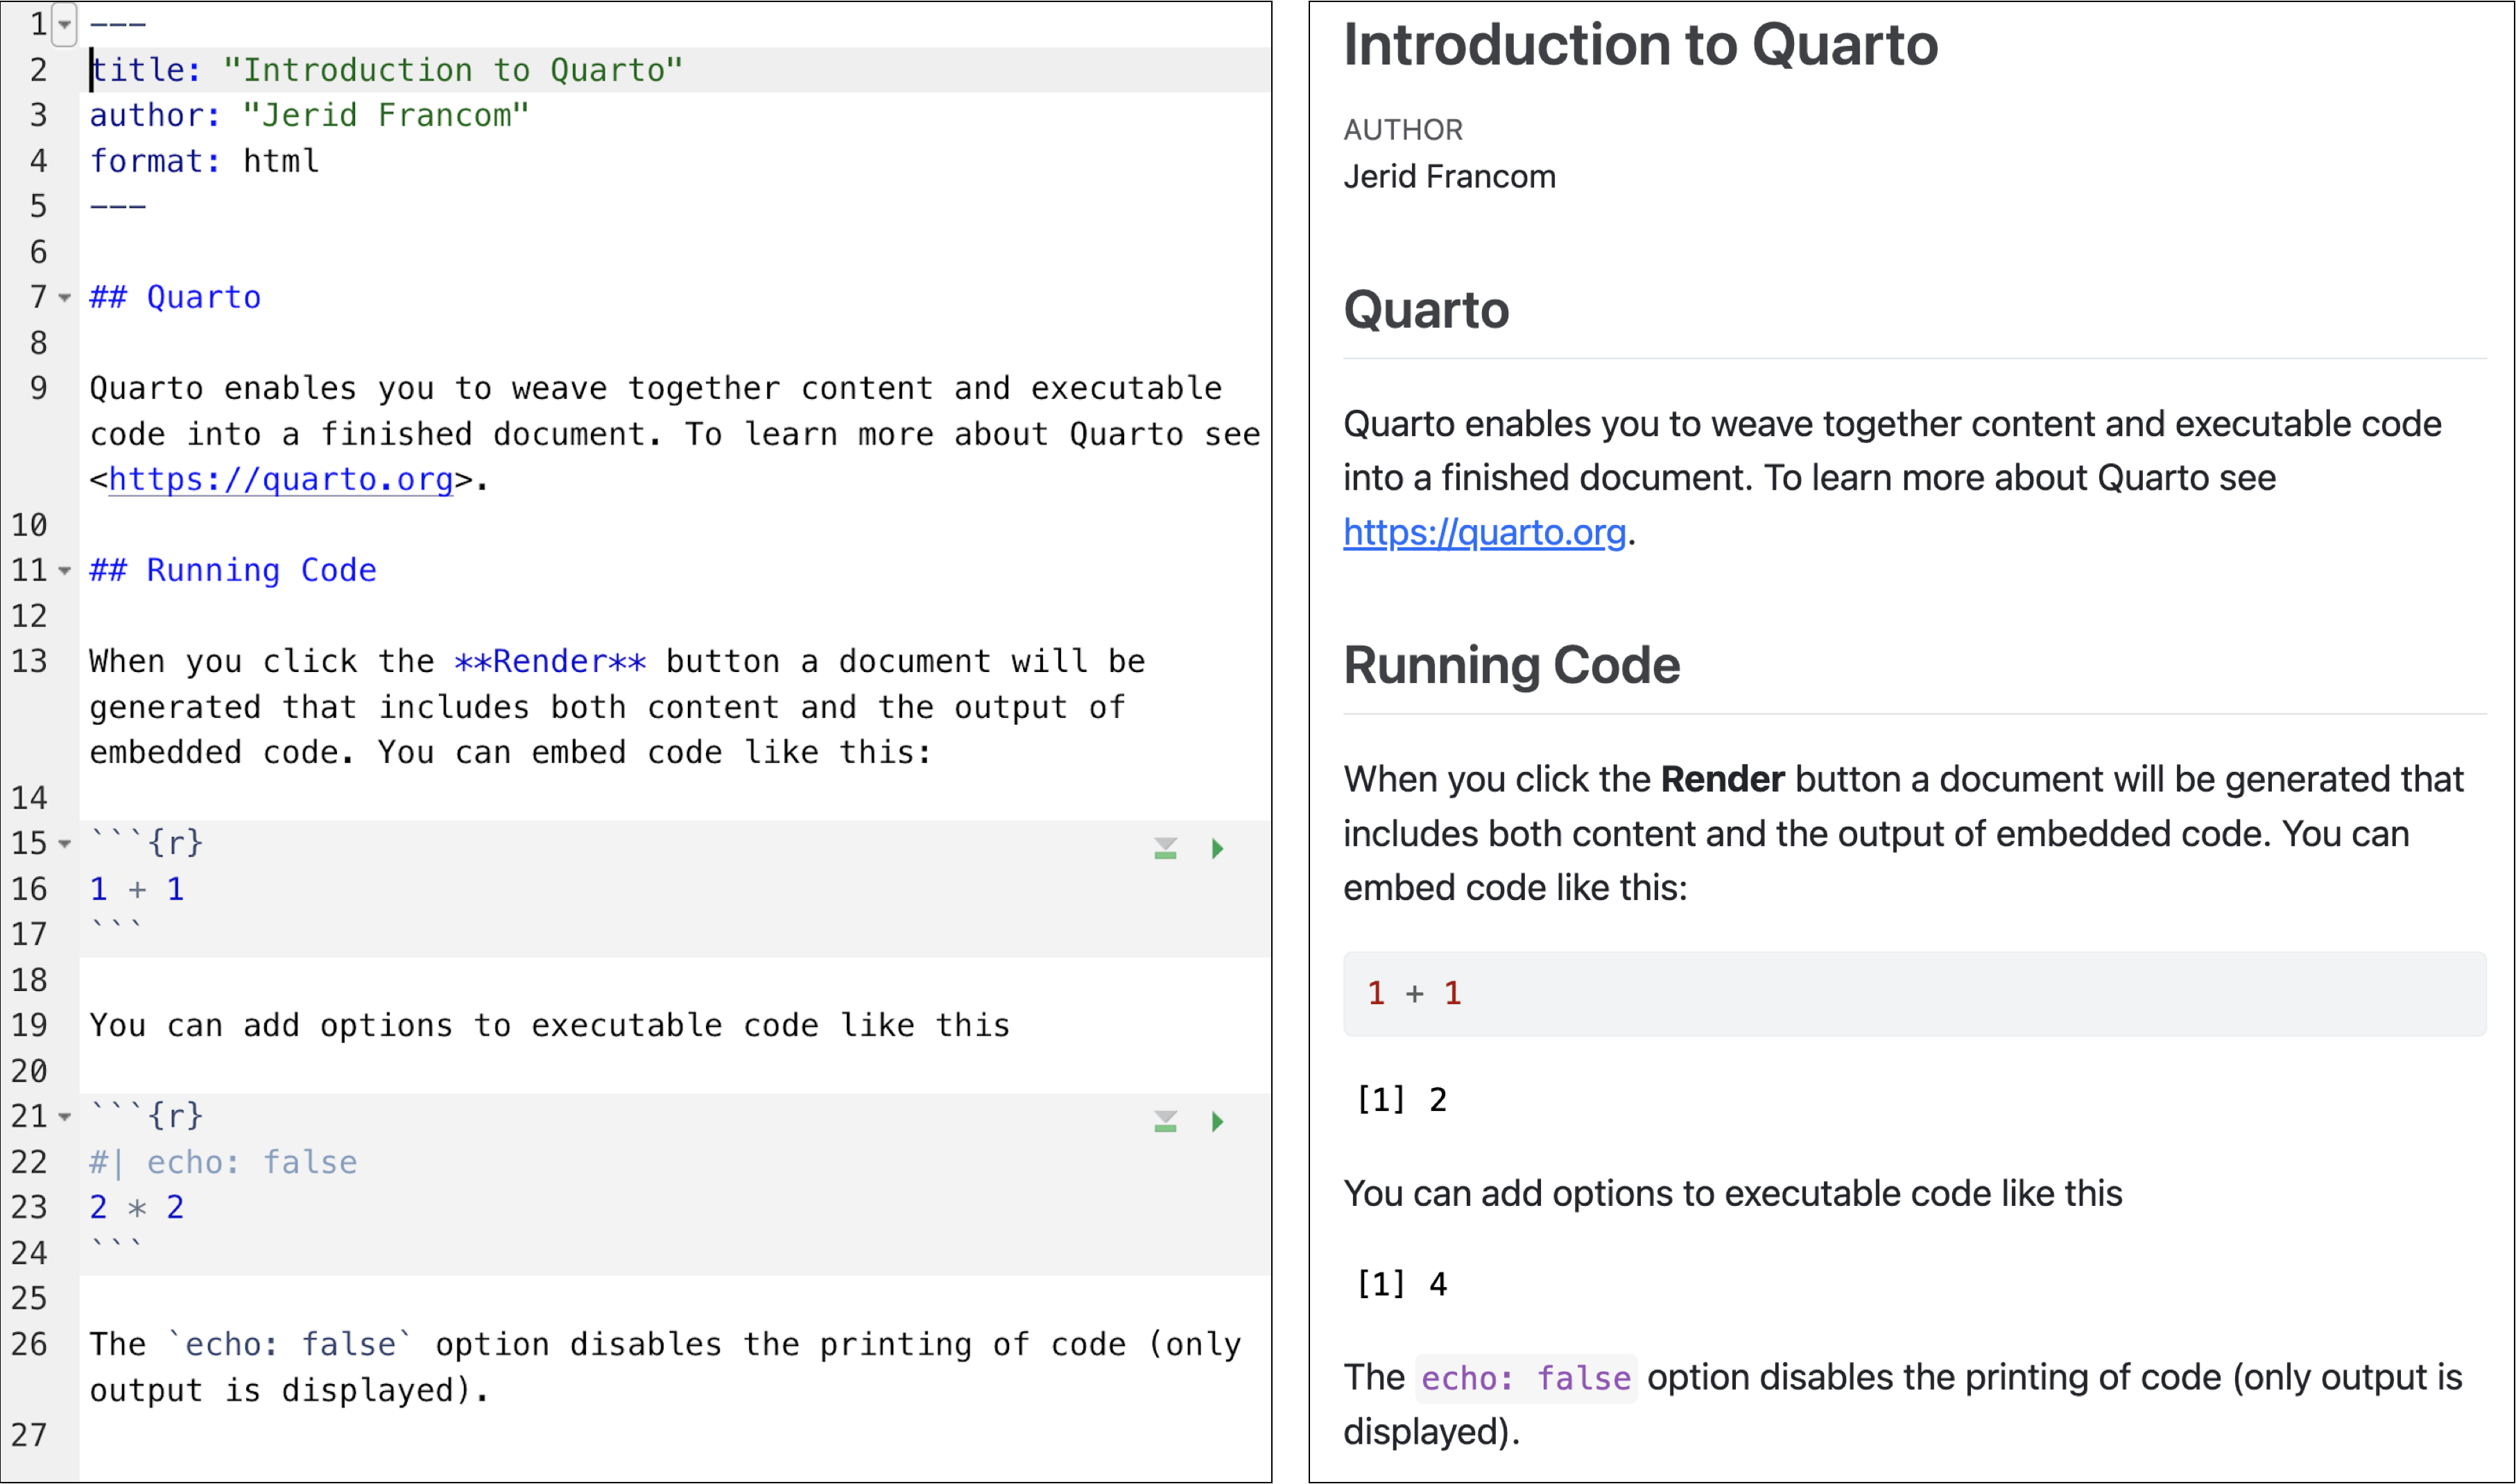 1 ---
2 title: "Introduction to Quarto"
3 author: "Jerid Francom"
4 format: html
5 ---
6
7 ## Quarto
8
9 Quarto enables you to weave together content and executable
code into a finished document. To learn more about Quarto see
<https://quarto.org>.
10
11 ## Running Code
12
13 When you click the **Render** button a document will be
generated that includes both content and the output of
embedded code. You can embed code like this:
14
15 ```{r}
16 1 + 1
17 ```
18
19 You can add options to executable code like this
20
21 ```{r}
22 #| echo: false
23 2 * 2
24 ```
25
26 The `echo: false` option disables the printing of code (only
output is displayed).
27
Introduction to Quarto
AUTHOR
Jerid Francom
Quarto
Quarto enables you to weave together content and executable code
into a finished document. To learn more about Quarto see
https://quarto.org.
Running Code
When you click the Render button a document will be generated that
includes both content and the output of embedded code. You can
embed code like this:
1 + 1
[1] 2
You can add options to executable code like this
[1] 4
The echo: false option disables the printing of code (only output is
displayed).